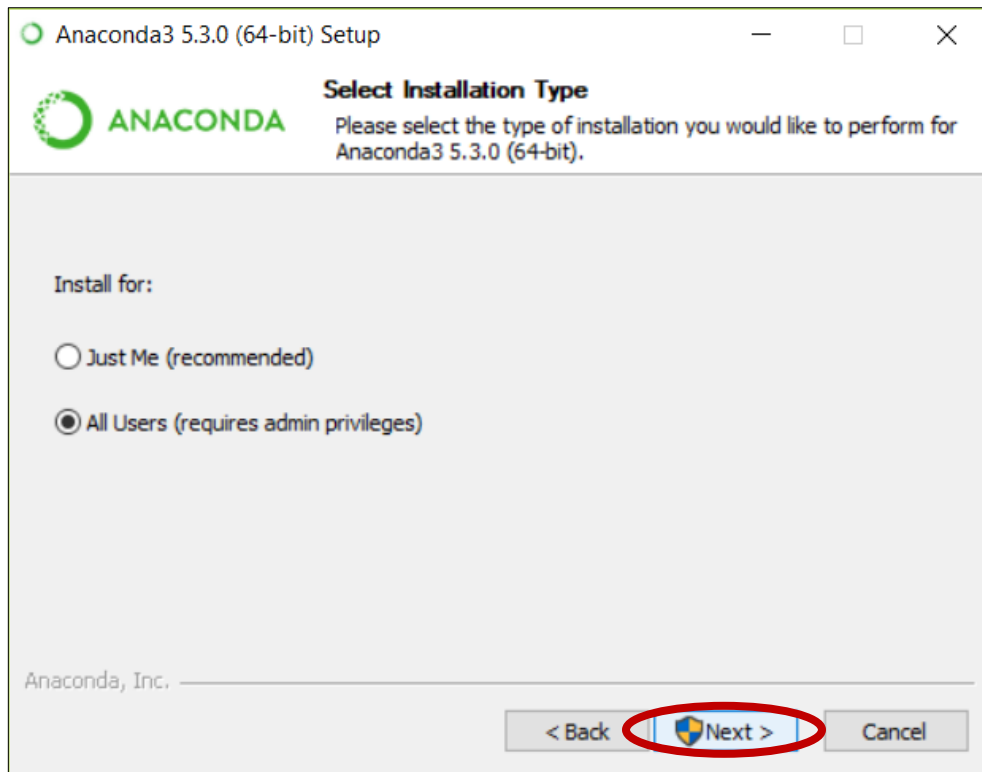 Anaconda3 5.3.0 (64-bit) Setup
ANACONDA
Select Installation Type
Please select the type of installation you would like to perform for
Anaconda3 5.3.0 (64-bit).
Install for:
Just Me (recommended)
All Users (requires admin privileges)
Anaconda, Inc.
< Back
Next >
Cancel